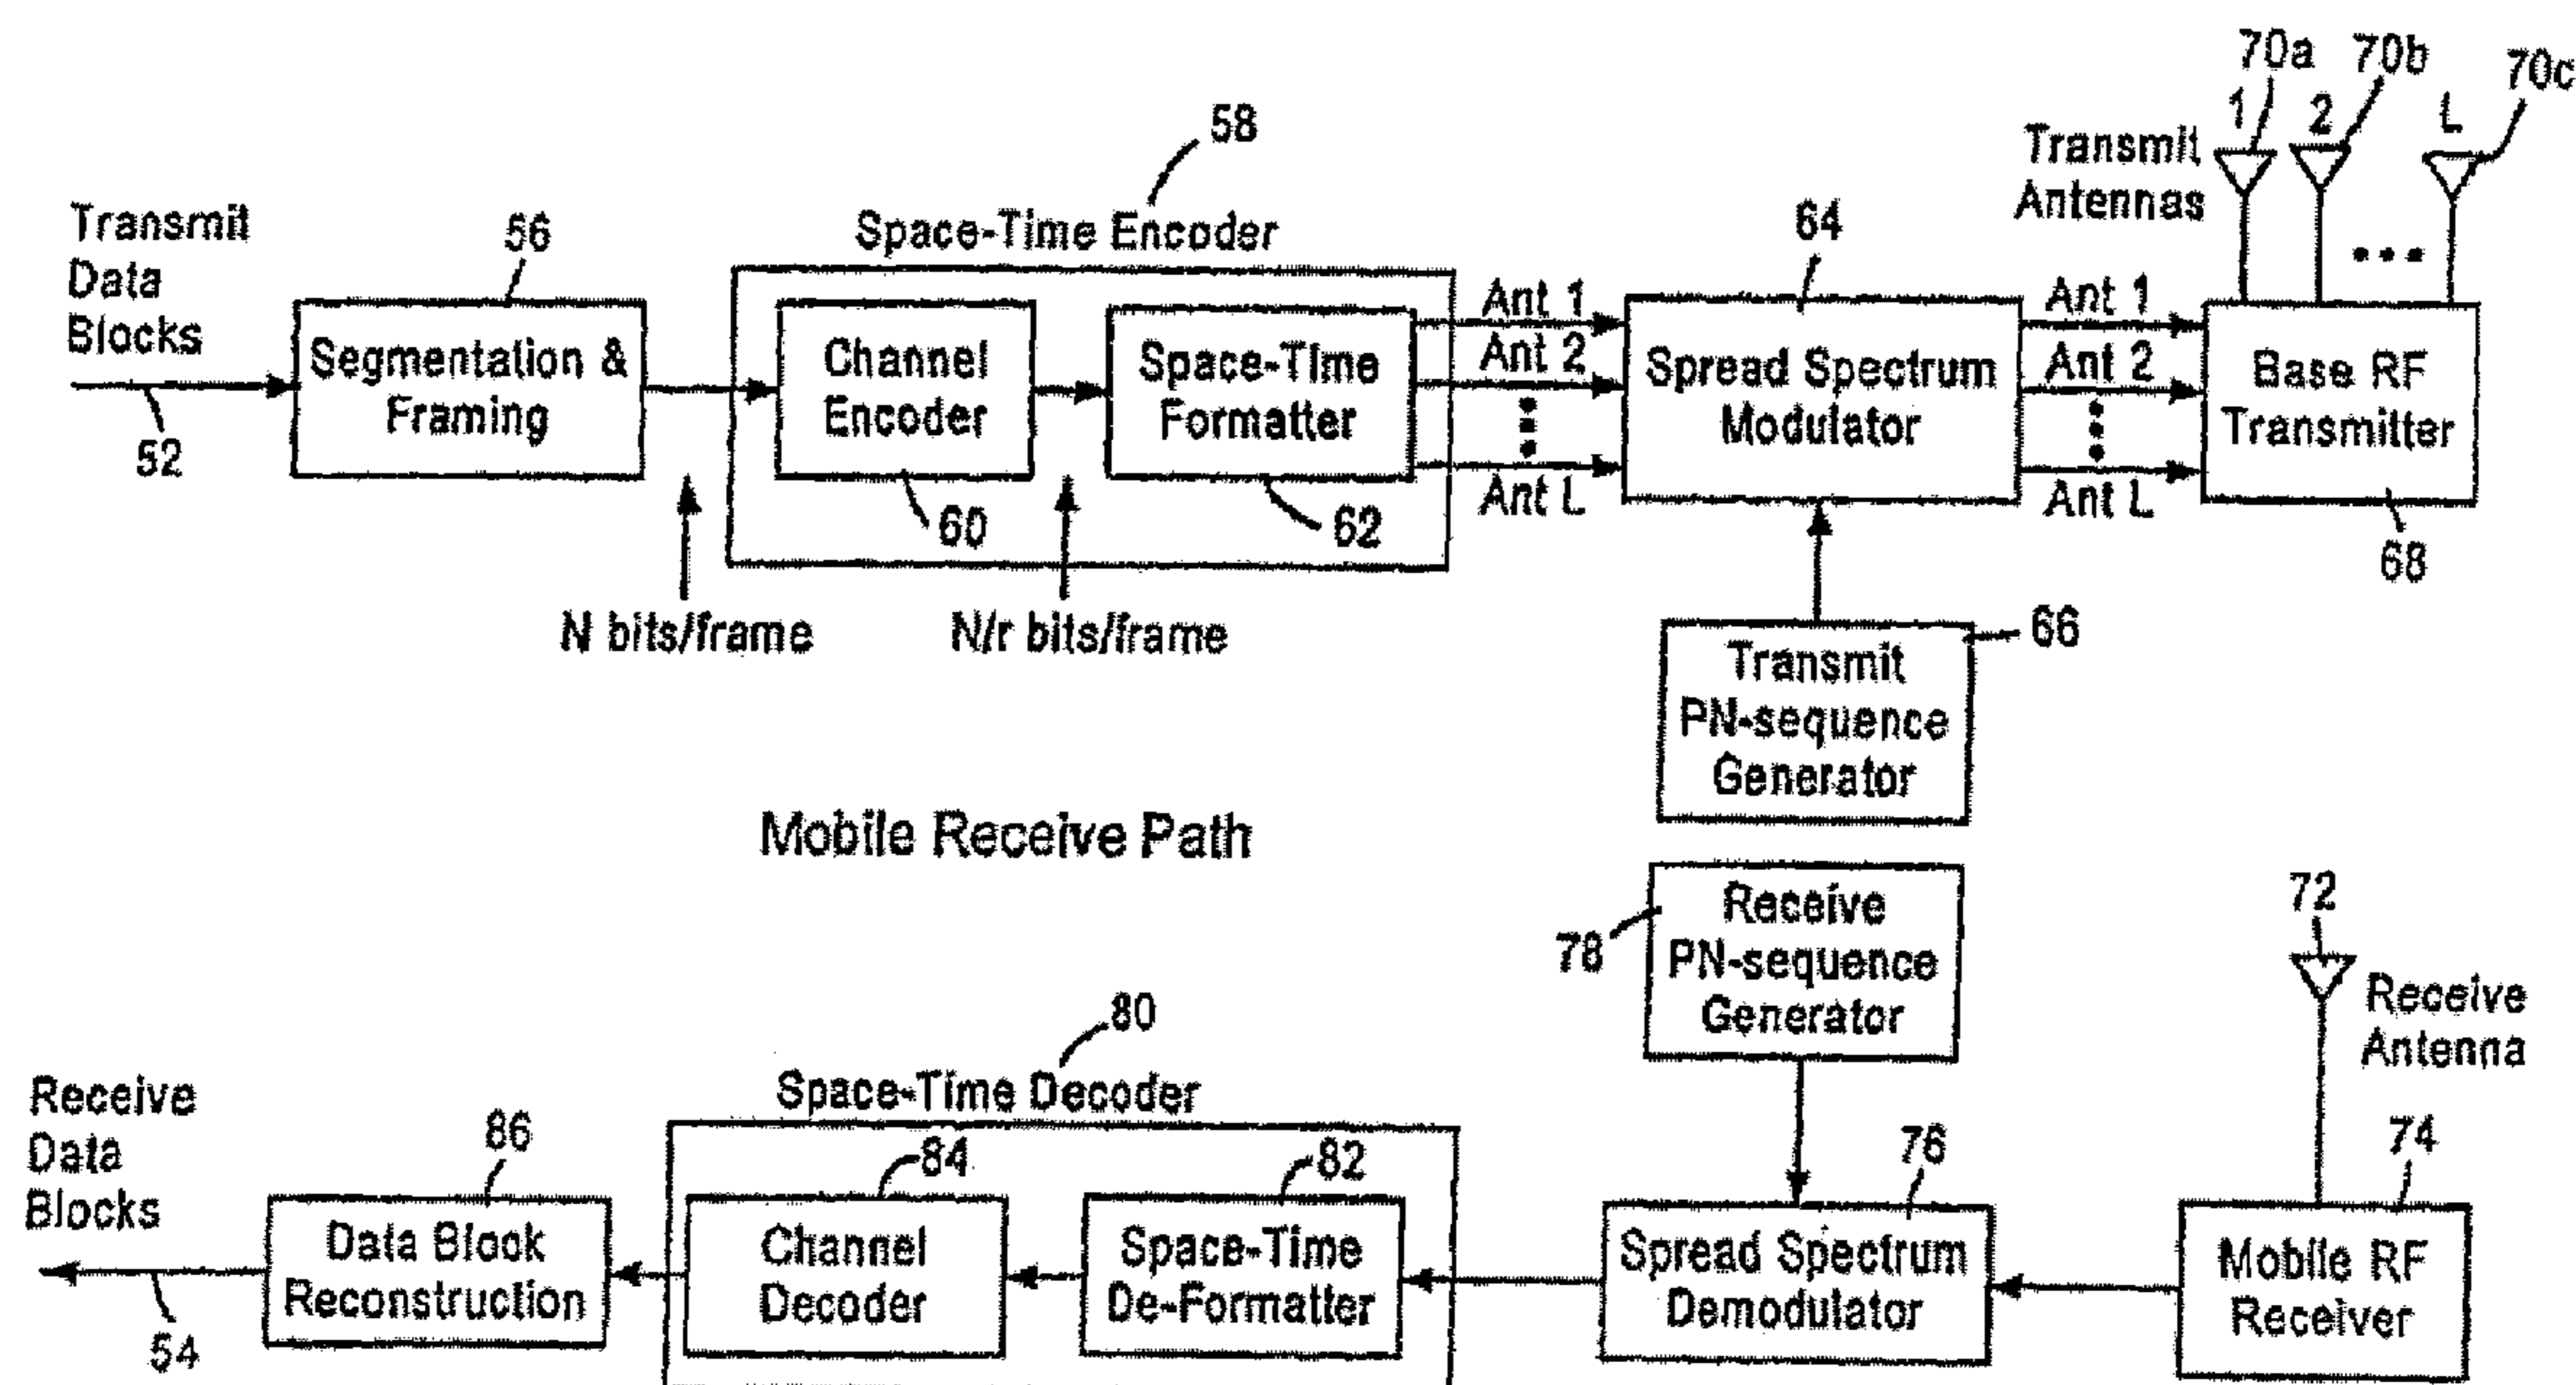 70a
70b
70c
1
2
L
Transmit
Antennas
58
Transmit
Data
Blocks
52
56
Segmentation &
Framing
Space-Time Encoder
Channel
Encoder
60
Space-Time
Formatter
62
N bits/frame
N/r bits/frame
Ant 1
Ant 2
Ant L
64
Spread Spectrum
Modulator
Ant 1
Ant 2
Ant L
Base RF
Transmitter
68
66
Transmit
PN-sequence
Generator
Mobile Receive Path
78
Receive
PN-sequence
Generator
72
Receive
Antenna
80
Space-Time Decoder
Receive
Data
Blocks
54
86
Data Block
Reconstruction
84
Channel
Decoder
82
Space-Time
De-Formatter
76
Spread Spectrum
Demodulator
74
Mobile RF
Receiver